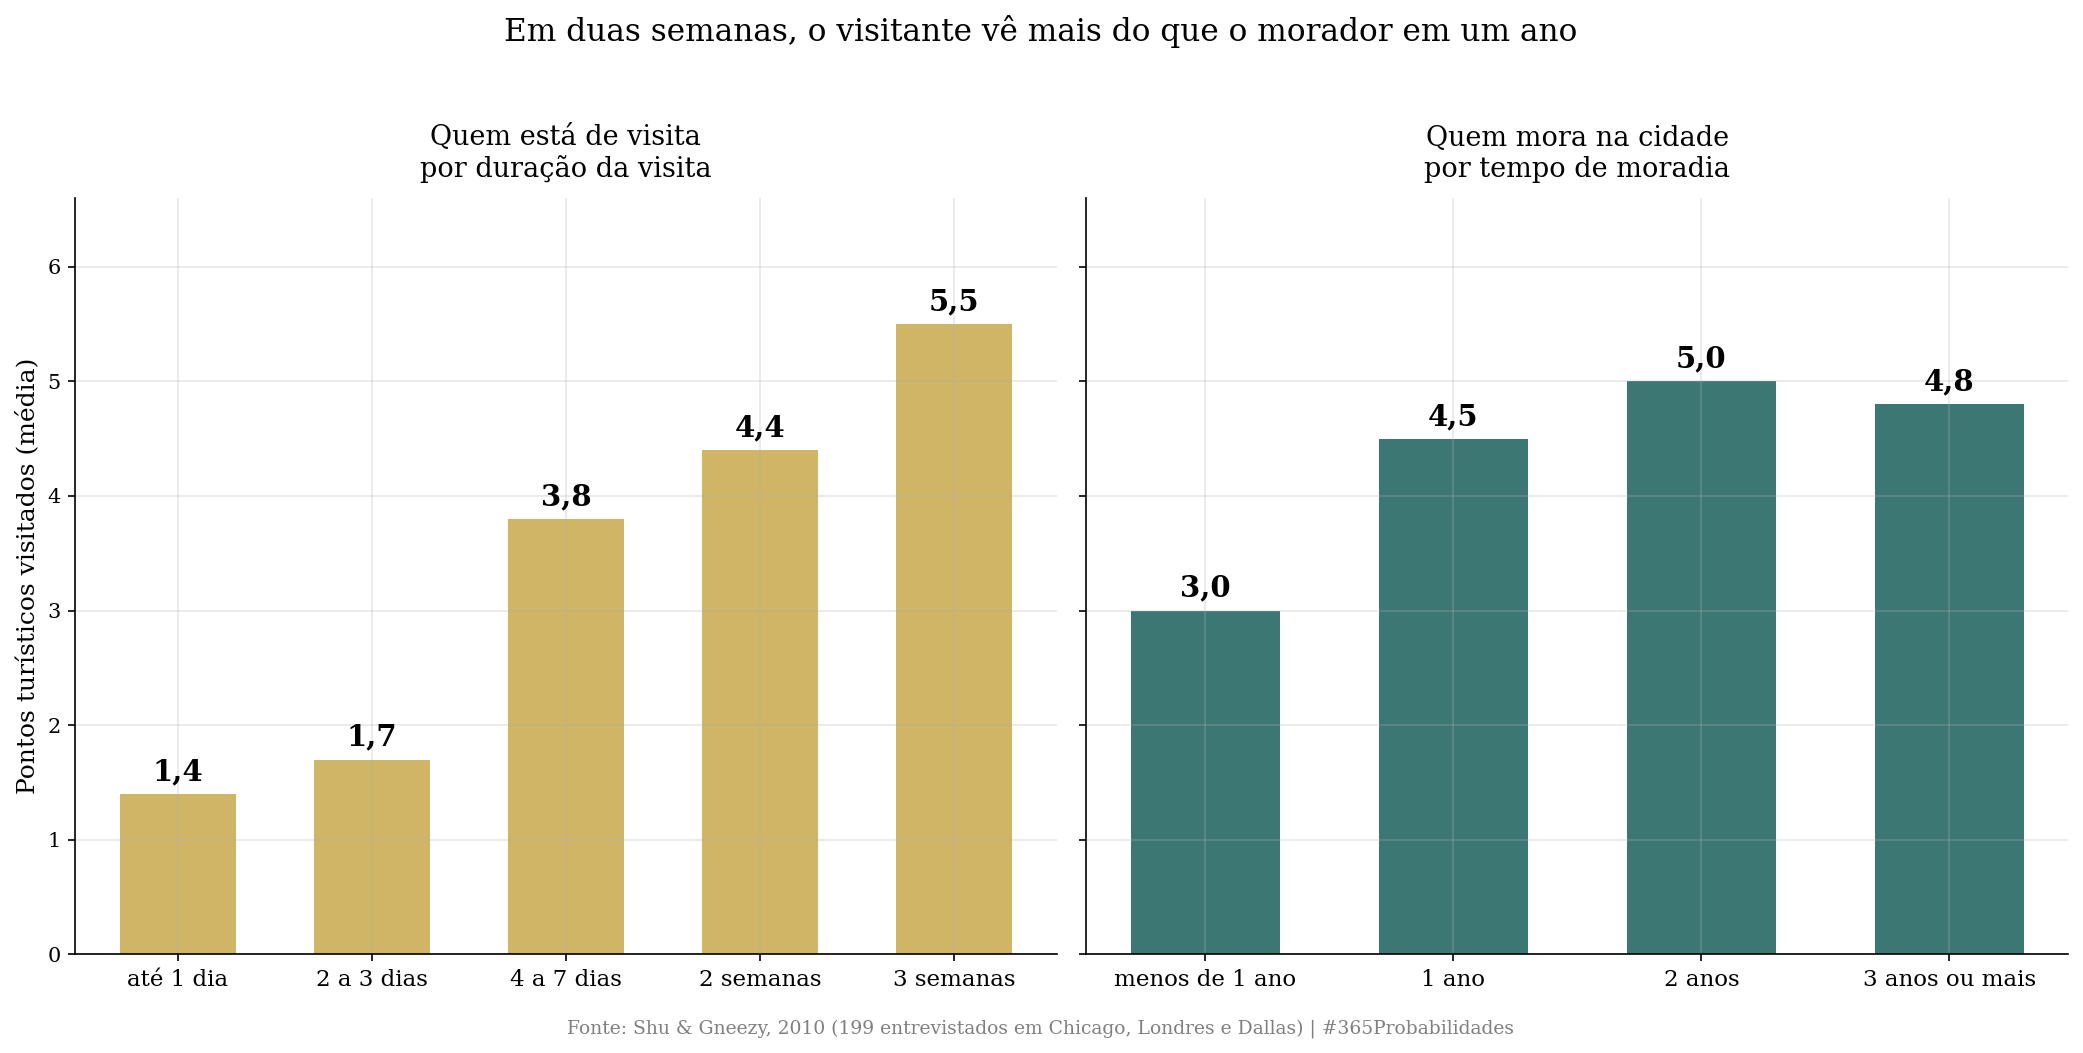 Em duas semanas, o visitante vê mais do que o morador em um ano
Quem está de visita
por duração da visita
Pontos turísticos visitados (média)
6
5
4
3
2
1
0
1,4
1,7
3,8
4,4
5,5
até 1 dia
2 a 3 dias
4 a 7 dias
2 semanas
3 semanas
Quem mora na cidade
por tempo de moradia
3,0
4,5
5,0
4,8
menos de 1 ano
1 ano
2 anos
3 anos ou mais
Fonte: Shu & Gneezy, 2010 (199 entrevistados em Chicago, Londres e Dallas) | #365Probabilidades